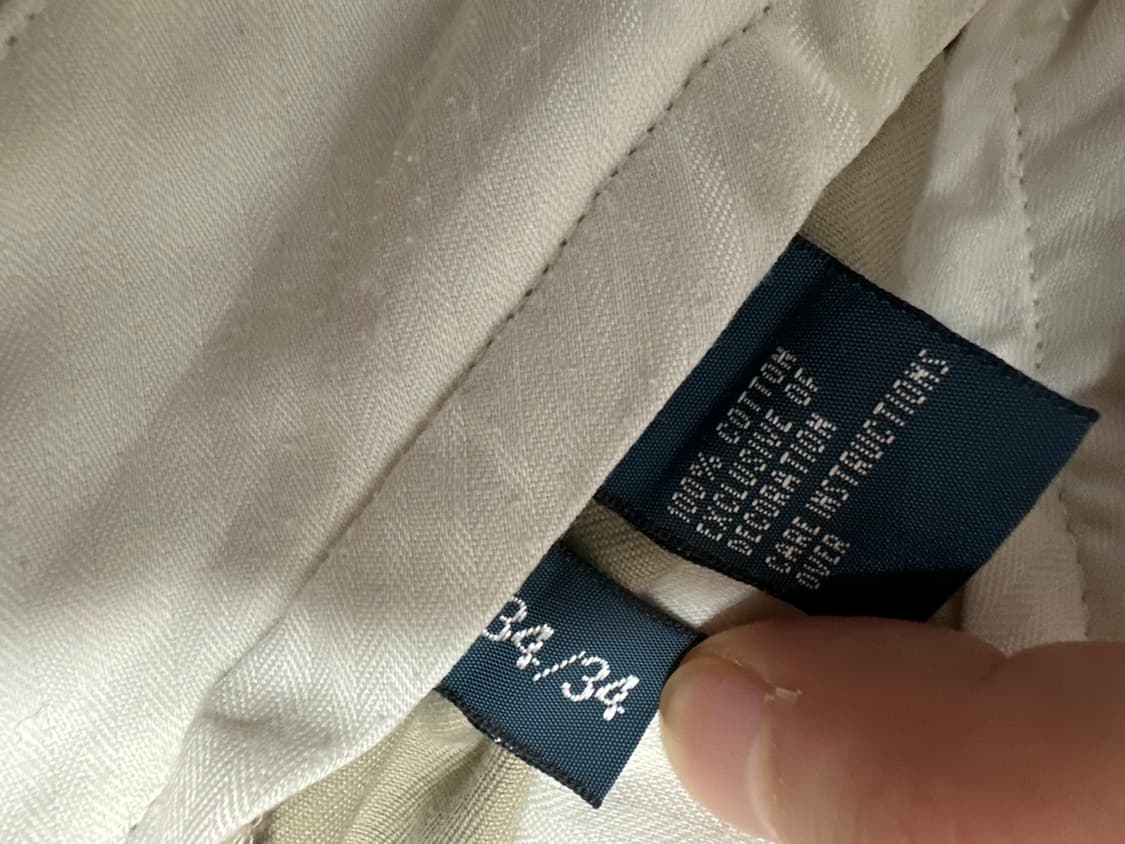 100% COTTON
EXCLUSIVE OF
DECORATION
CARE INSTRUCTIONS
OVER
34/34